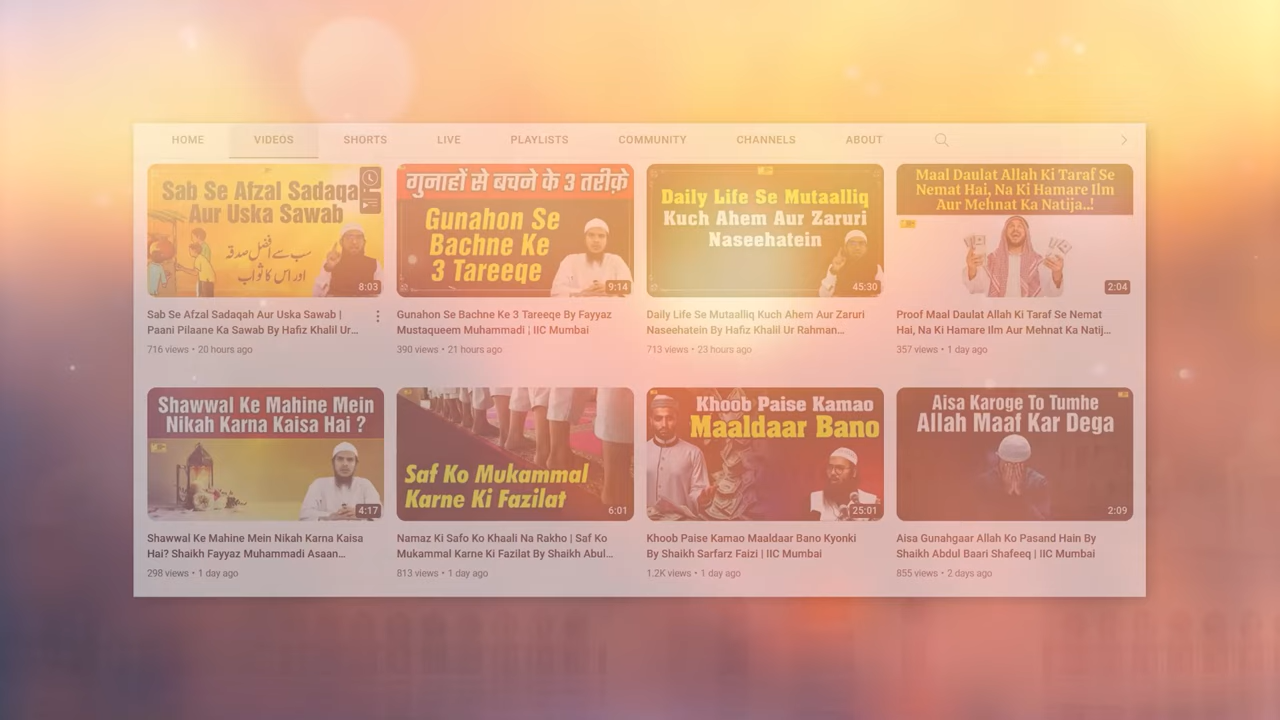 HOME VIDEOS SHORTS LIVE PLAYLISTS COMMUNITY CHANNELS ABOUT
Sab Se Afzal Sadaqa
Aur Uska Sawab
سب سے افضل صدقہ
اور اس کا ثواب
8:03
गुनाहों से बचने के 3 तरीक़े
Gunahon Se
Bachne Ke
3 Tareeqe
9:14
Daily Life Se Mutaalliq
Kuch Ahem Aur Zaruri
Naseehatein
45:30
Maal Daulat Allah Ki Taraf Se
Nemat Hai, Na Ki Hamare Ilm
Aur Mehnat Ka Natija..!
2:04
Sab Se Afzal Sadaqah Aur Uska Sawab |
Paani Pilaane Ka Sawab By Hafiz Khalil Ur...
716 views • 20 hours ago
Gunahon Se Bachne Ke 3 Tareeqe By Fayyaz
Mustaqueem Muhammadi | IIC Mumbai
390 views • 21 hours ago
Daily Life Se Mutaalliq Kuch Ahem Aur Zaruri
Naseehatein By Hafiz Khalil Ur Rahman...
713 views • 23 hours ago
Proof Maal Daulat Allah Ki Taraf Se Nemat
Hai, Na Ki Hamare Ilm Aur Mehnat Ka Natij...
357 views • 1 day ago
Shawwal Ke Mahine Mein
Nikah Karna Kaisa Hai ?
4:17
Saf Ko Mukammal
Karne Ki Fazilat
6:01
Khoob Paise Kamao
Maaldaar Bano
25:01
Aisa Karoge To Tumhe
Allah Maaf Kar Dega
2:09
Shawwal Ke Mahine Mein Nikah Karna Kaisa
Hai? Shaikh Fayyaz Muhammadi Asaan...
298 views • 1 day ago
Namaz Ki Safo Ko Khaali Na Rakho | Saf Ko
Mukammal Karne Ki Fazilat By Shaikh Abul...
813 views • 1 day ago
Khoob Paise Kamao Maaldaar Bano Kyonki
By Shaikh Sarfarz Faizi | IIC Mumbai
1.2K views • 1 day ago
Aisa Gunahgaar Allah Ko Pasand Hain By
Shaikh Abdul Baari Shafeeq | IIC Mumbai
855 views • 2 days ago